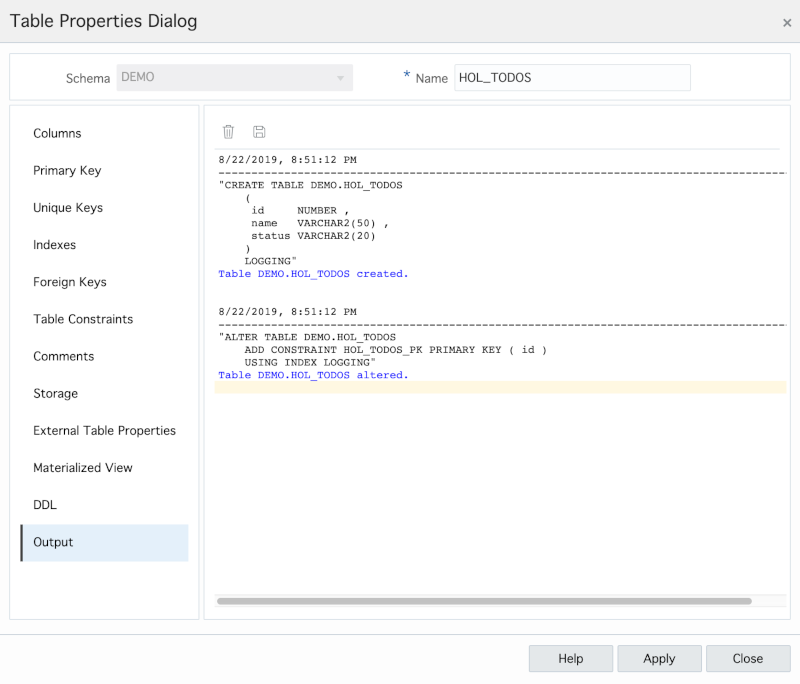 Table Properties Dialog
×
Schema DEMO * Name HOL_TODOS
Columns
Primary Key
Unique Keys
Indexes
Foreign Keys
Table Constraints
Comments
Storage
External Table Properties
Materialized View
DDL
Output
8/22/2019, 8:51:12 PM
--------------------------------------------------------------------------------------
"CREATE TABLE DEMO.HOL_TODOS
(
id NUMBER ,
name VARCHAR2(50) ,
status VARCHAR2(20)
)
LOGGING"
Table DEMO.HOL_TODOS created.
8/22/2019, 8:51:12 PM
--------------------------------------------------------------------------------------
"ALTER TABLE DEMO.HOL_TODOS
ADD CONSTRAINT HOL_TODOS_PK PRIMARY KEY ( id )
USING INDEX LOGGING"
Table DEMO.HOL_TODOS altered.
Help Apply Close